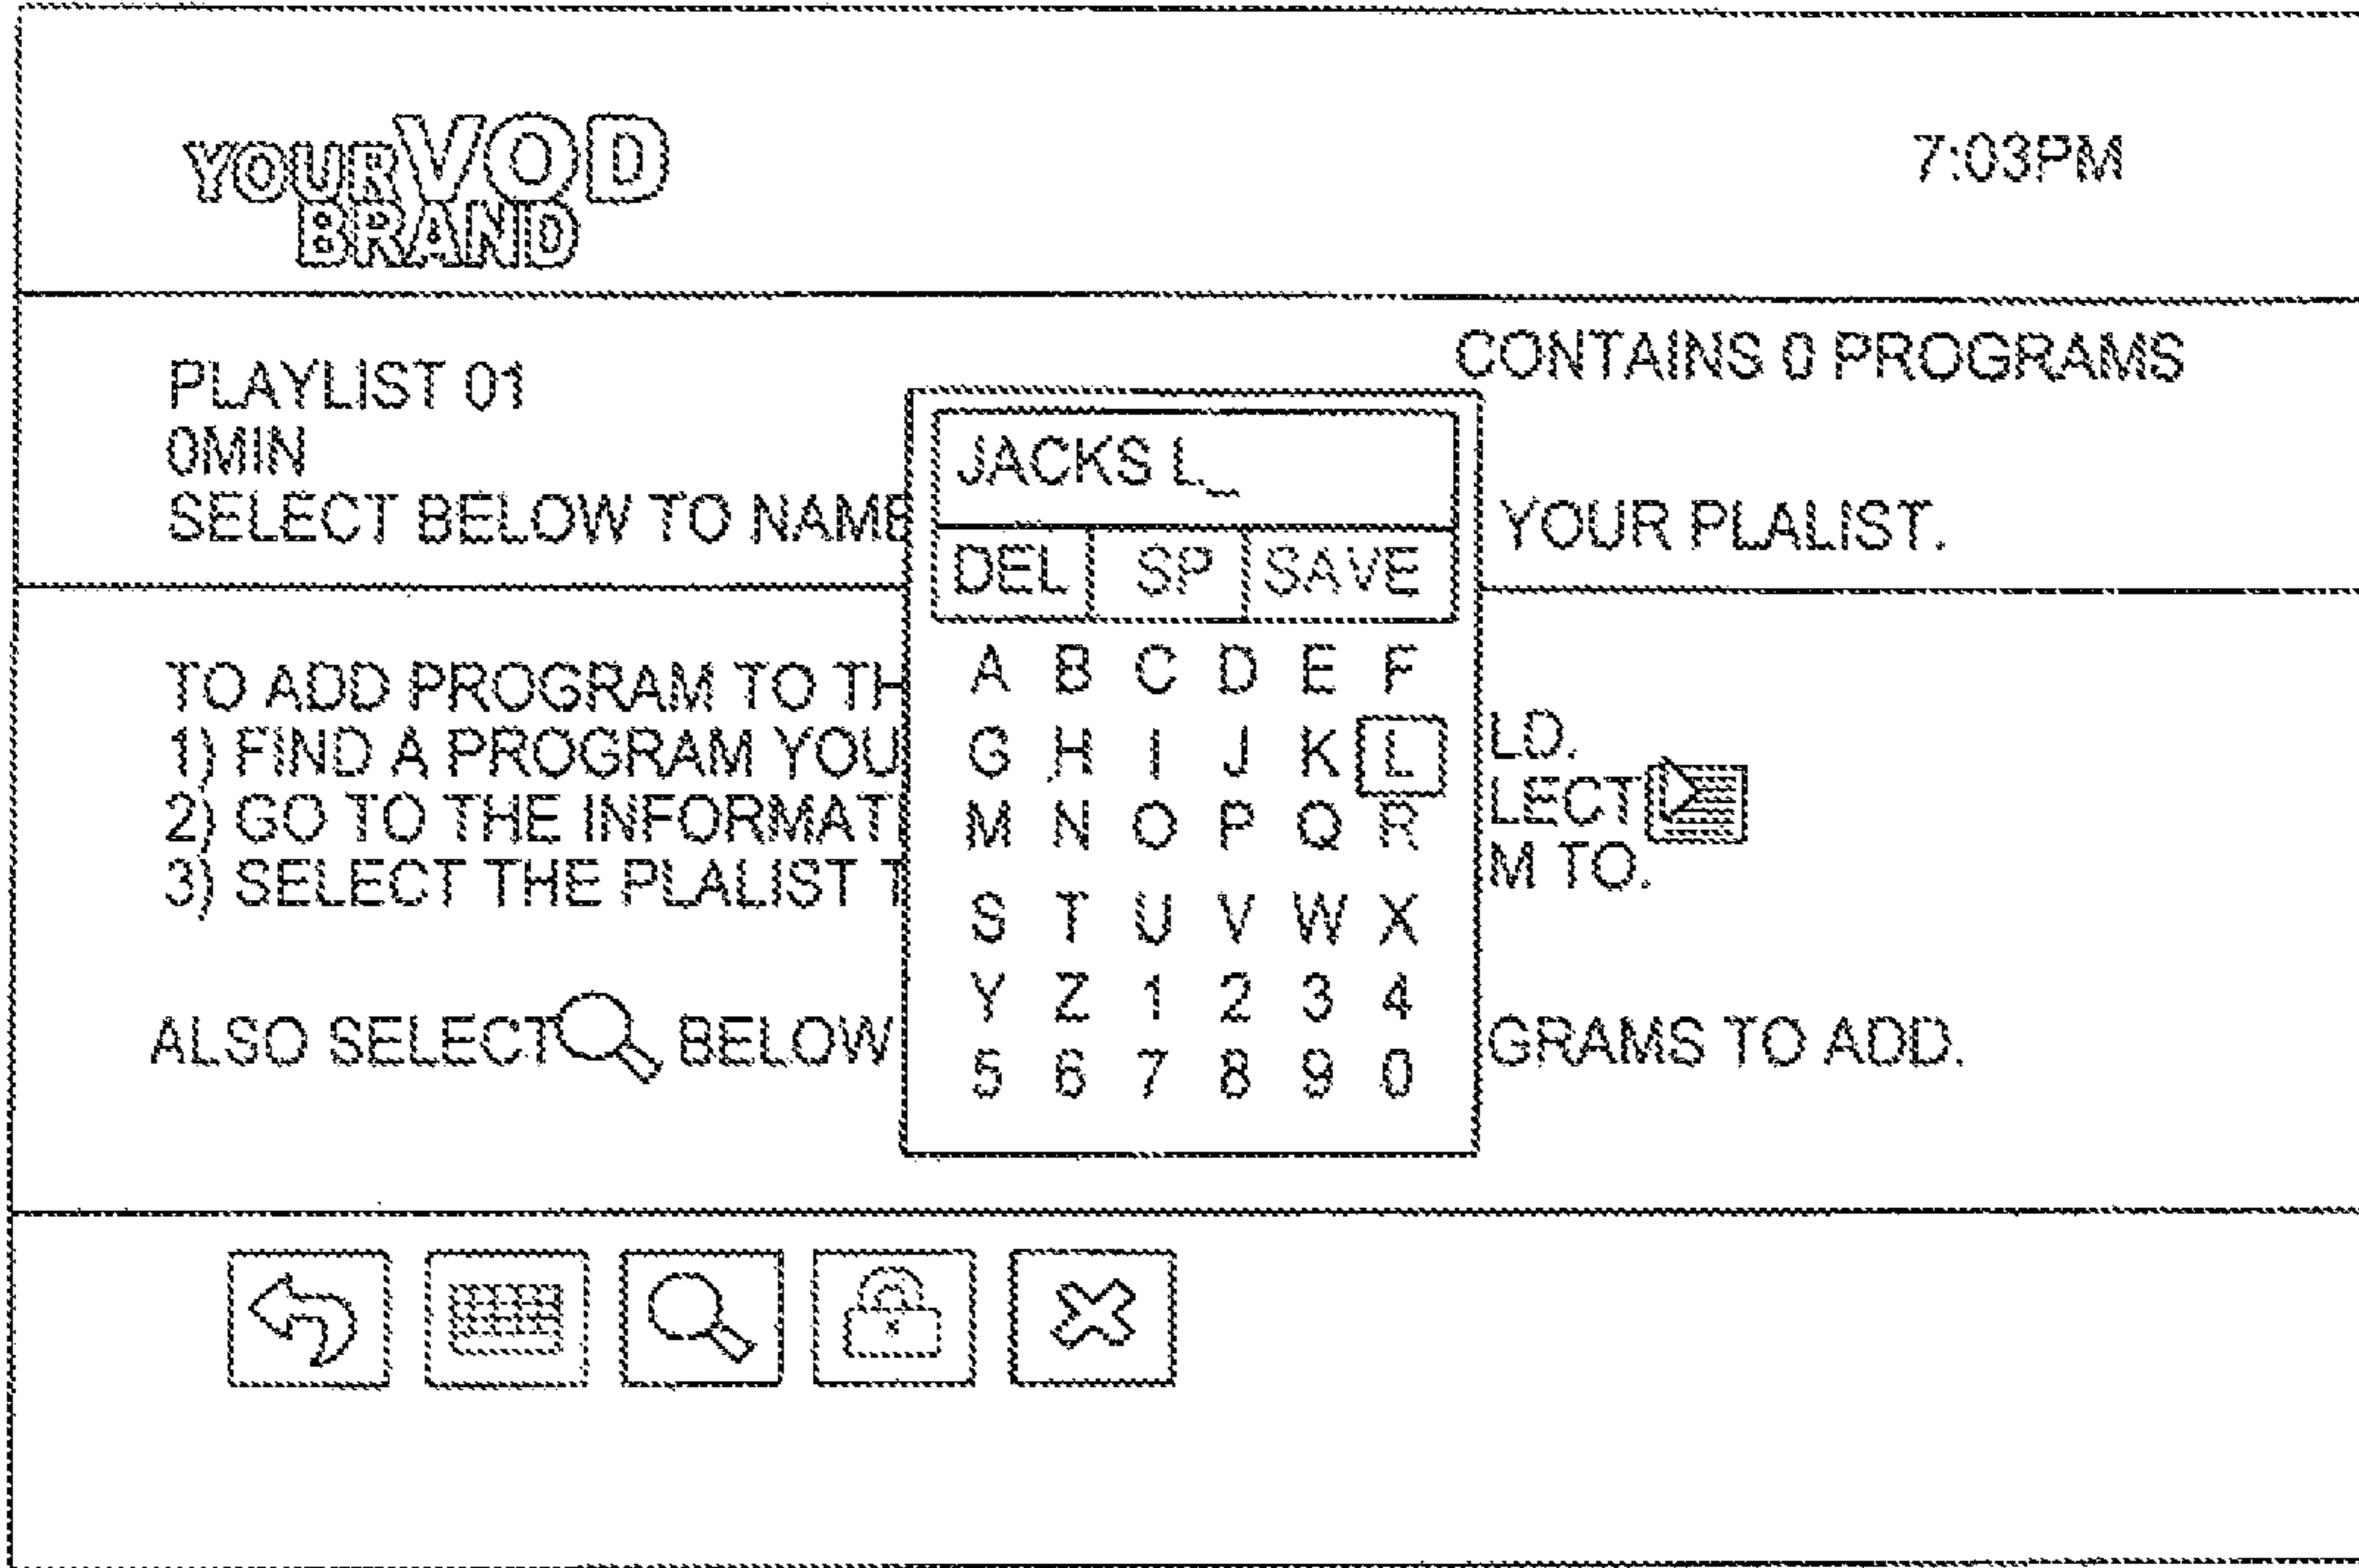 YOUR VOD
BRAND
7:03PM
PLAYLIST 01
CONTAINS 0 PROGRAMS
0MIN
SELECT BELOW TO NAME
YOUR PLALIST.
JACKS L_
DEL SP SAVE
A B C D E F
G H I J K L
M N O P Q R
S T U V W X
Y Z 1 2 3 4
5 6 7 8 9 0
TO ADD PROGRAM TO TH
1) FIND A PROGRAM YOU
LD.
2) GO TO THE INFORMAT
LECT
3) SELECT THE PLALIST T
M TO.
ALSO SELECT BELOW
GRAMS TO ADD.